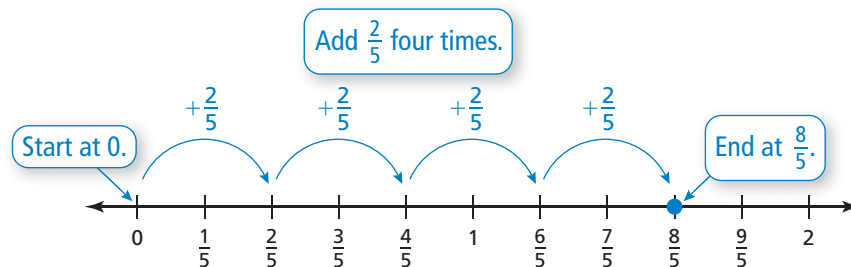 Add 2/5 four times.
+2/5 +2/5 +2/5 +2/5
Start at 0.
End at 8/5.
0 1/5 2/5 3/5 4/5 1 6/5 7/5 8/5 9/5 2